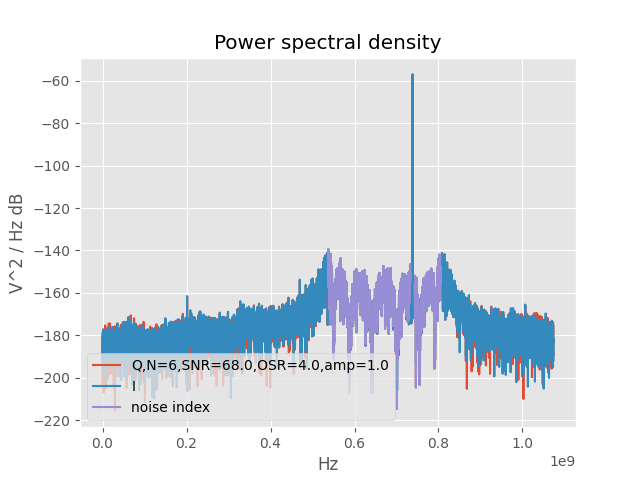 Power spectral density
V^2 / Hz dB
−60
−80
−100
−120
−140
−160
−180
−200
−220
Q,N=6,SNR=68.0,OSR=4.0,amp=1.0
I
noise index
0.0 0.2 0.4 0.6 0.8 1.0
1e9
Hz